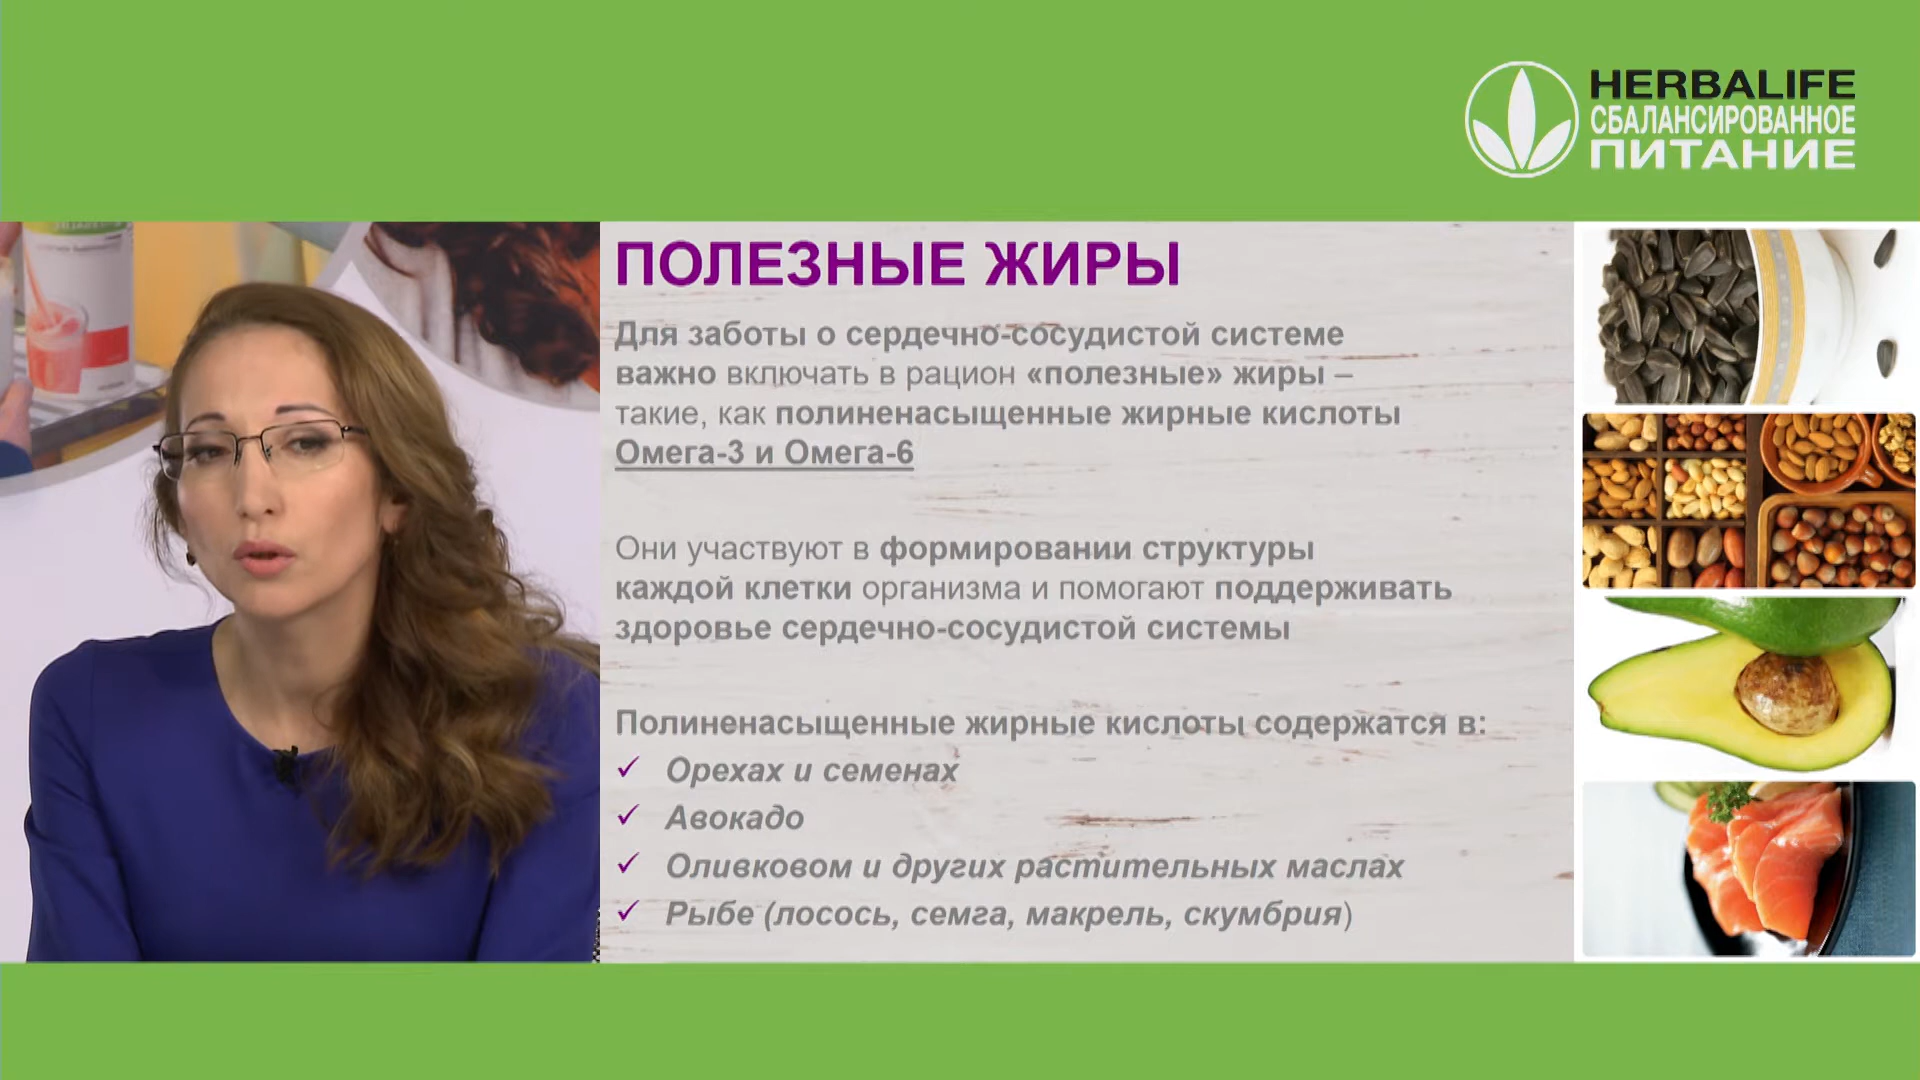 HERBALIFE
СБАЛАНСИРОВАННОЕ
ПИТАНИЕ
ПОЛЕЗНЫЕ ЖИРЫ
Для заботы о сердечно-сосудистой системе
важно включать в рацион «полезные» жиры –
такие, как полиненасыщенные жирные кислоты
Омега-3 и Омега-6
Они участвуют в формировании структуры
каждой клетки организма и помогают поддерживать
здоровье сердечно-сосудистой системы
Полиненасыщенные жирные кислоты содержатся в:
✓ Орехах и семенах
✓ Авокадо
✓ Оливковом и других растительных маслах
✓ Рыбе (лосось, семга, макрель, скумбрия)